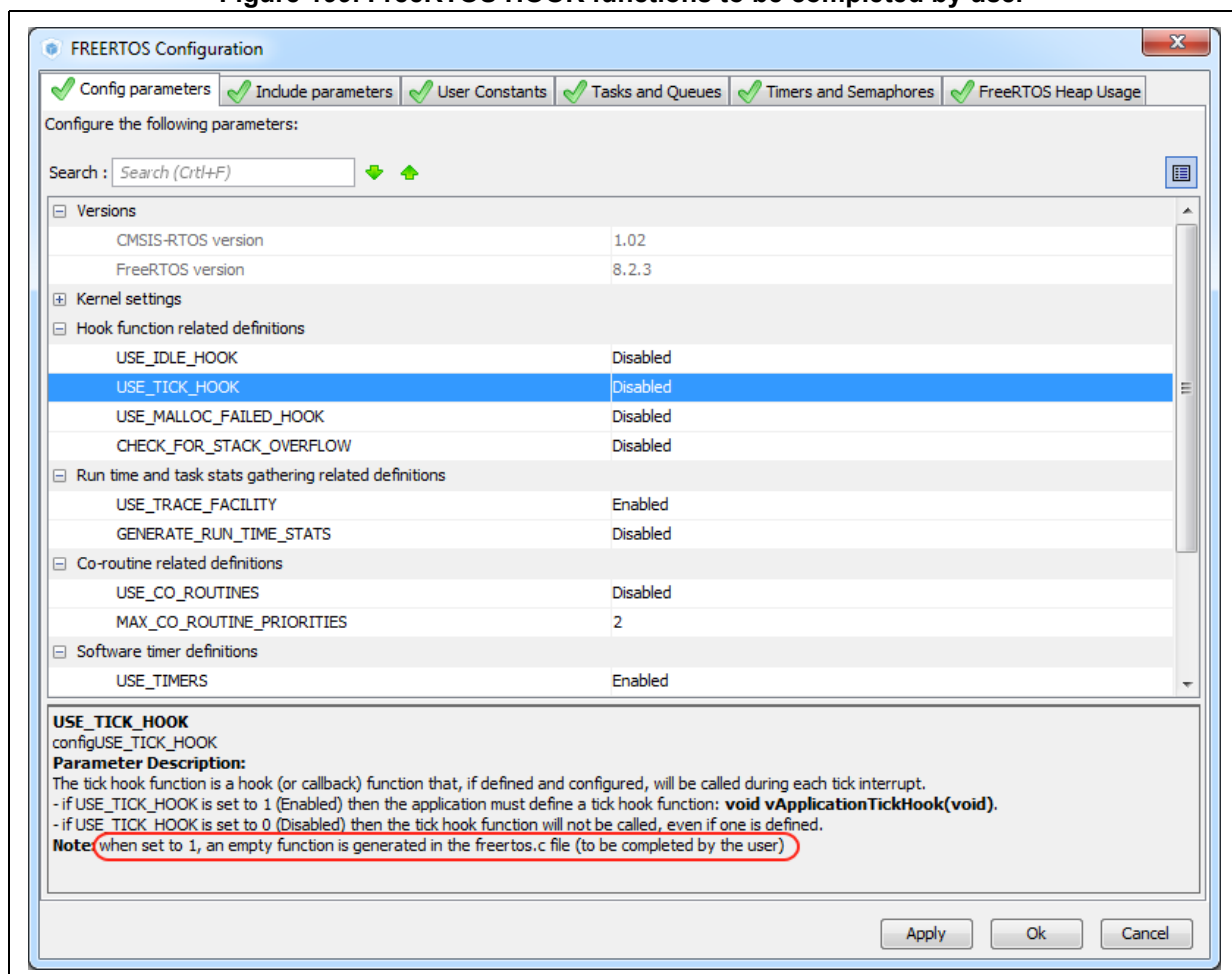 FREERTOS Configuration
x
Config parameters Include parameters User Constants Tasks and Queues Timers and Semaphores FreeRTOS Heap Usage
Configure the following parameters:
Search : Search (Crtl+F)
Versions
CMSIS-RTOS version 1.02
FreeRTOS version 8.2.3
Kernel settings
Hook function related definitions
USE_IDLE_HOOK Disabled
USE_TICK_HOOK Disabled
USE_MALLOC_FAILED_HOOK Disabled
CHECK_FOR_STACK_OVERFLOW Disabled
Run time and task stats gathering related definitions
USE_TRACE_FACILITY Enabled
GENERATE_RUN_TIME_STATS Disabled
Co-routine related definitions
USE_CO_ROUTINES Disabled
MAX_CO_ROUTINE_PRIORITIES 2
Software timer definitions
USE_TIMERS Enabled
USE_TICK_HOOK
configUSE_TICK_HOOK
Parameter Description:
The tick hook function is a hook (or callback) function that, if defined and configured, will be called during each tick interrupt.
- if USE_TICK_HOOK is set to 1 (Enabled) then the application must define a tick hook function: void vApplicationTickHook(void).
- if USE_TICK_HOOK is set to 0 (Disabled) then the tick hook function will not be called, even if one is defined.
Note: when set to 1, an empty function is generated in the freertos.c file (to be completed by the user)
Apply Ok Cancel